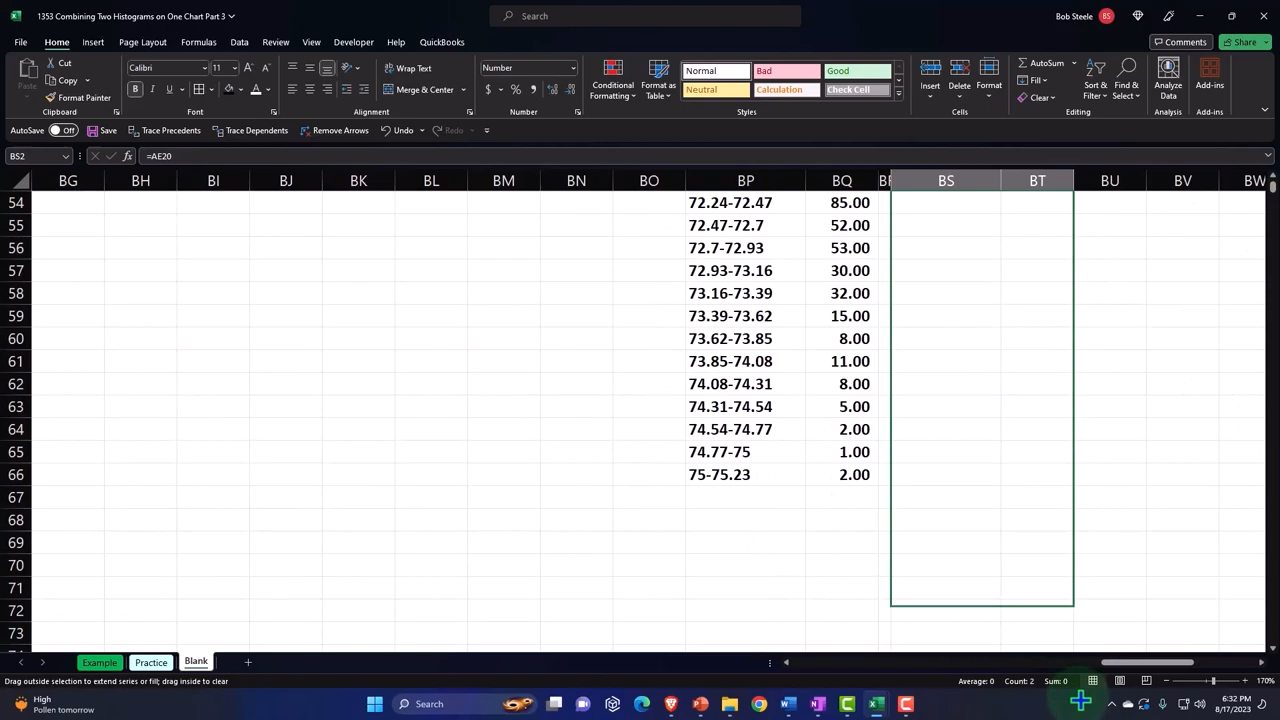 1353 Combining Two Histograms on One Chart Part 3
Search
Bob Steele
BS
File
Home
Insert
Page Layout
Formulas
Data
Review
View
Developer
Help
QuickBooks
Comments
Share
Paste
Cut
Copy
Format Painter
Clipboard
Calibri
11
Font
Wrap Text
Merge & Center
Alignment
Number
Number
Conditional Formatting
Format as Table
Normal
Bad
Good
Neutral
Calculation
Check Cell
Styles
Insert
Delete
Format
Cells
AutoSum
Fill
Clear
Sort & Filter
Find & Select
Editing
Analyze Data
Analysis
Add-ins
Add-ins
AutoSave
Off
Save
Trace Precedents
Trace Dependents
Remove Arrows
Undo
Redo
BS2
=AE20
BG BH BI BJ BK BL BM BN BO BP BQ BS BT BU BV BW
54 72.24-72.47 85.00
55 72.47-72.7 52.00
56 72.7-72.93 53.00
57 72.93-73.16 30.00
58 73.16-73.39 32.00
59 73.39-73.62 15.00
60 73.62-73.85 8.00
61 73.85-74.08 11.00
62 74.08-74.31 8.00
63 74.31-74.54 5.00
64 74.54-74.77 2.00
65 74.77-75 1.00
66 75-75.23 2.00
67
68
69
70
71
72
73
Example
Practice
Blank
Drag outside selection to extend series or fill; drag inside to clear
Average: 0
Count: 2
Sum: 0
170%
High
Pollen tomorrow
Search
6:32 PM
8/17/2023